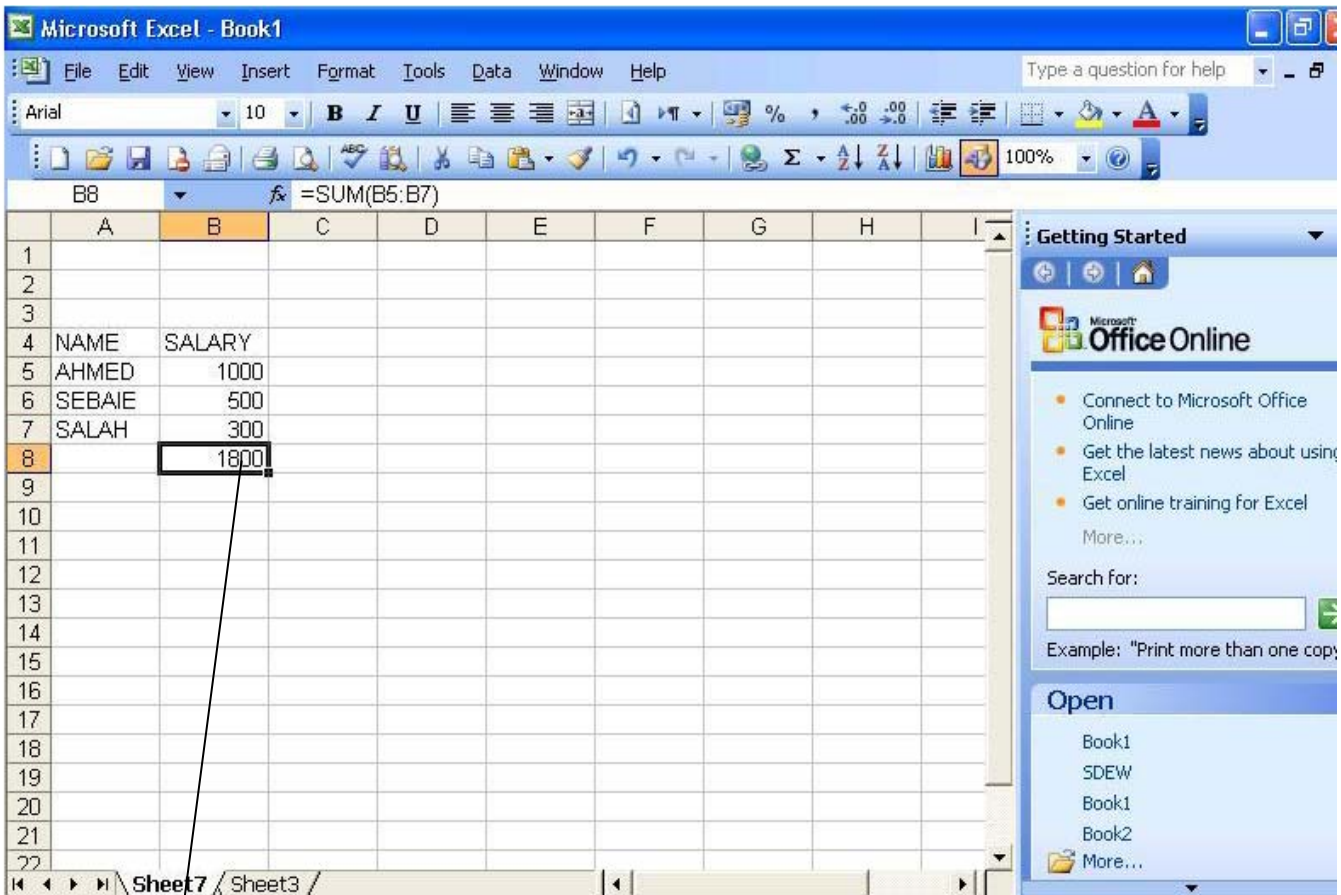 Microsoft Excel - Book1
File Edit View Insert Format Tools Data Window Help Type a question for help
Arial 10 B I U % , 100%
B8 fx =SUM(B5:B7)
A B C D E F G H I
1
2
3
4 NAME SALARY
5 AHMED 1000
6 SEBAIE 500
7 SALAH 300
8 1800
9
10
11
12
13
14
15
16
17
18
19
20
21
22
Sheet7 / Sheet3 /
Getting Started
Microsoft
Office Online
Connect to Microsoft Office
Online
Get the latest news about using
Excel
Get online training for Excel
More...
Search for:
Example: "Print more than one copy
Open
Book1
SDEW
Book1
Book2
More...